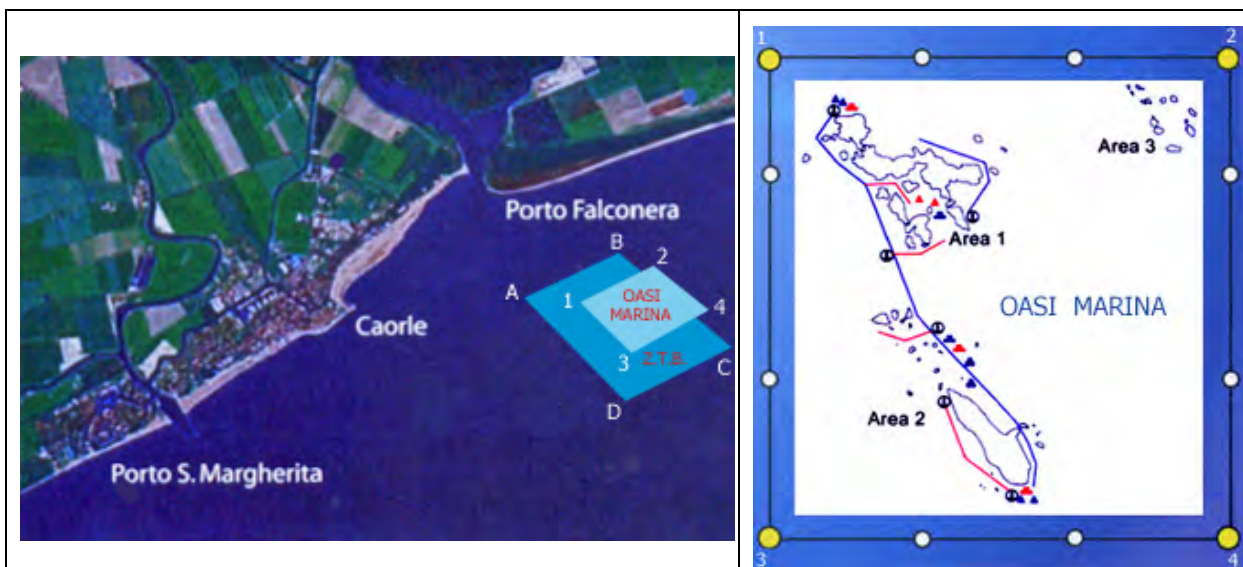 Porto Falconera
B
2
A
1
OASI
MARINA
4
Caorle
3
Z.T.B.
C
D
Porto S. Margherita
1
2
Area 3
Area 1
OASI MARINA
Area 2
3
4